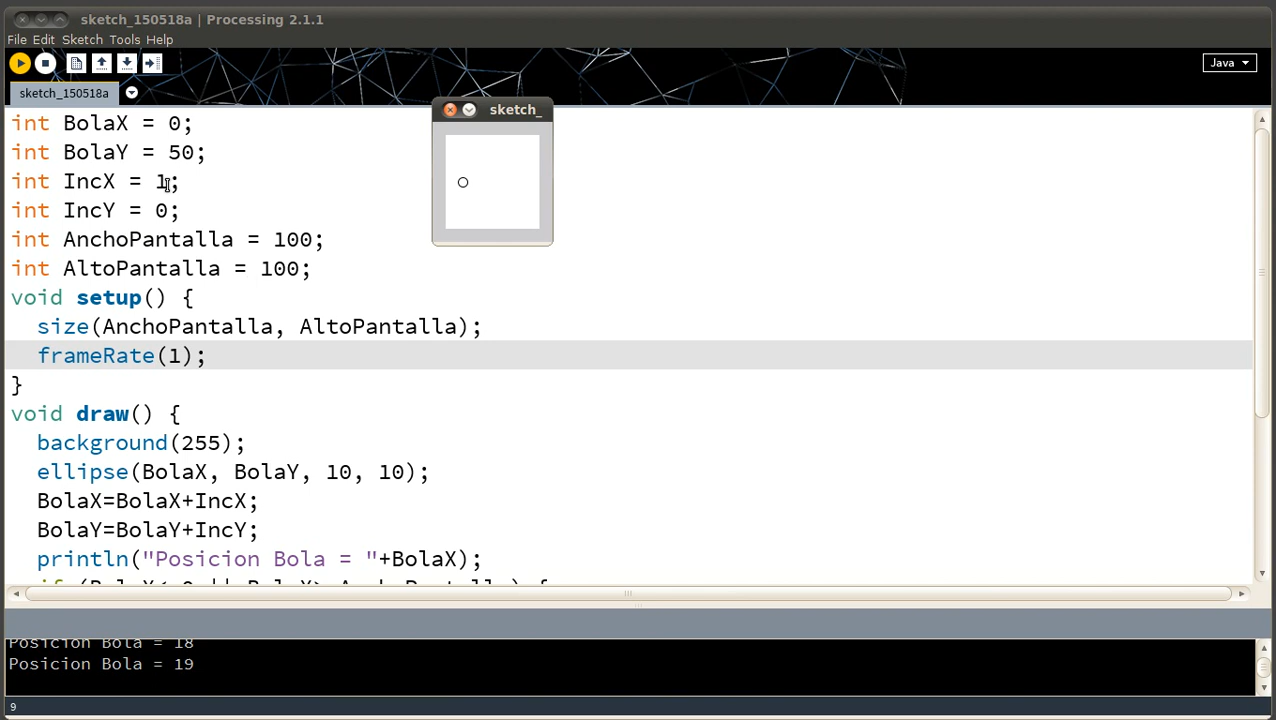 sketch_150518a | Processing 2.1.1
File Edit Sketch Tools Help
Java
sketch_150518a
sketch_
int BolaX = 0;
int BolaY = 50;
int IncX = 1;
int IncY = 0;
int AnchoPantalla = 100;
int AltoPantalla = 100;
void setup() {
size(AnchoPantalla, AltoPantalla);
frameRate(1);
}
void draw() {
background(255);
ellipse(BolaX, BolaY, 10, 10);
BolaX=BolaX+IncX;
BolaY=BolaY+IncY;
println("Posicion Bola = "+BolaX);
Posicion Bola = 18
Posicion Bola = 19
9